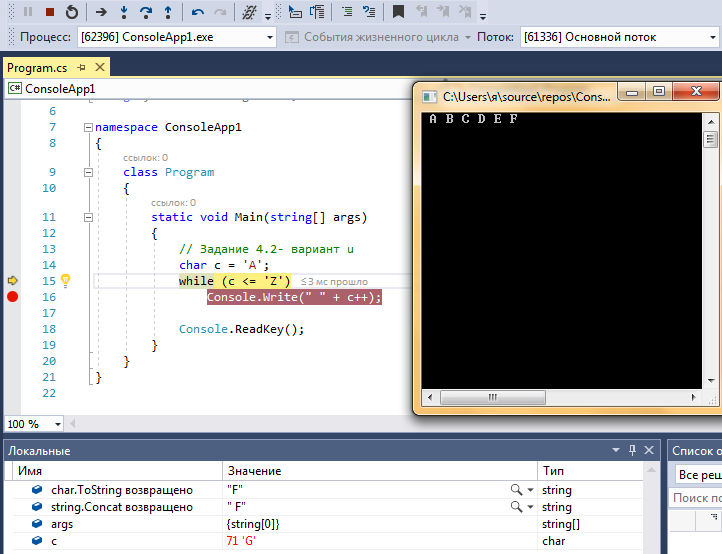 Процесс: [62396] ConsoleApp1.exe События жизненного цикла Поток: [61336] Основной поток
Program.cs
C# ConsoleApp1
C:\Users\я\source\repos\Cons...
A B C D E F
6
7 namespace ConsoleApp1
8 {
ссылок: 0
9 class Program
10 {
ссылок: 0
11 static void Main(string[] args)
12 {
13 // Задание 4.2- вариант u
14 char c = 'A';
15 while (c <= 'Z') ≤3 мс прошло
16 Console.Write(" " + c++);
17
18 Console.ReadKey();
19 }
20 }
21 }
22
100 %
Локальные
Имя Значение Тип
char.ToString возвращено "F" string
string.Concat возвращено " F" string
args {string[0]} string[]
c 71 'G' char
Список о
Все реш
Поиск по